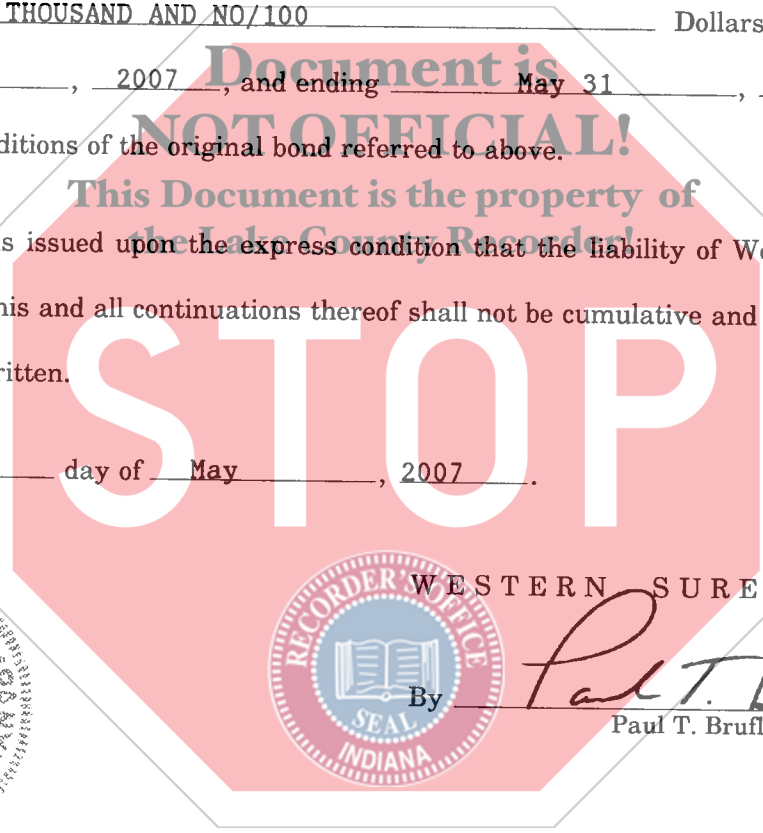 THOUSAND AND NO/100 Dollars
, 2007, and ending May 31,
Document is
NOT OFFICIAL!
ditions of the original bond referred to above.
This Document is the property of
the Lake County Recorder!
s issued upon the express condition that the liability of We
his and all continuations thereof shall not be cumulative and
ritten.
STOP
day of May, 2007.
RECORDER'S OFFICE
SEAL
INDIANA
WESTERN SURE
By Paul T.
Paul T. Brufl